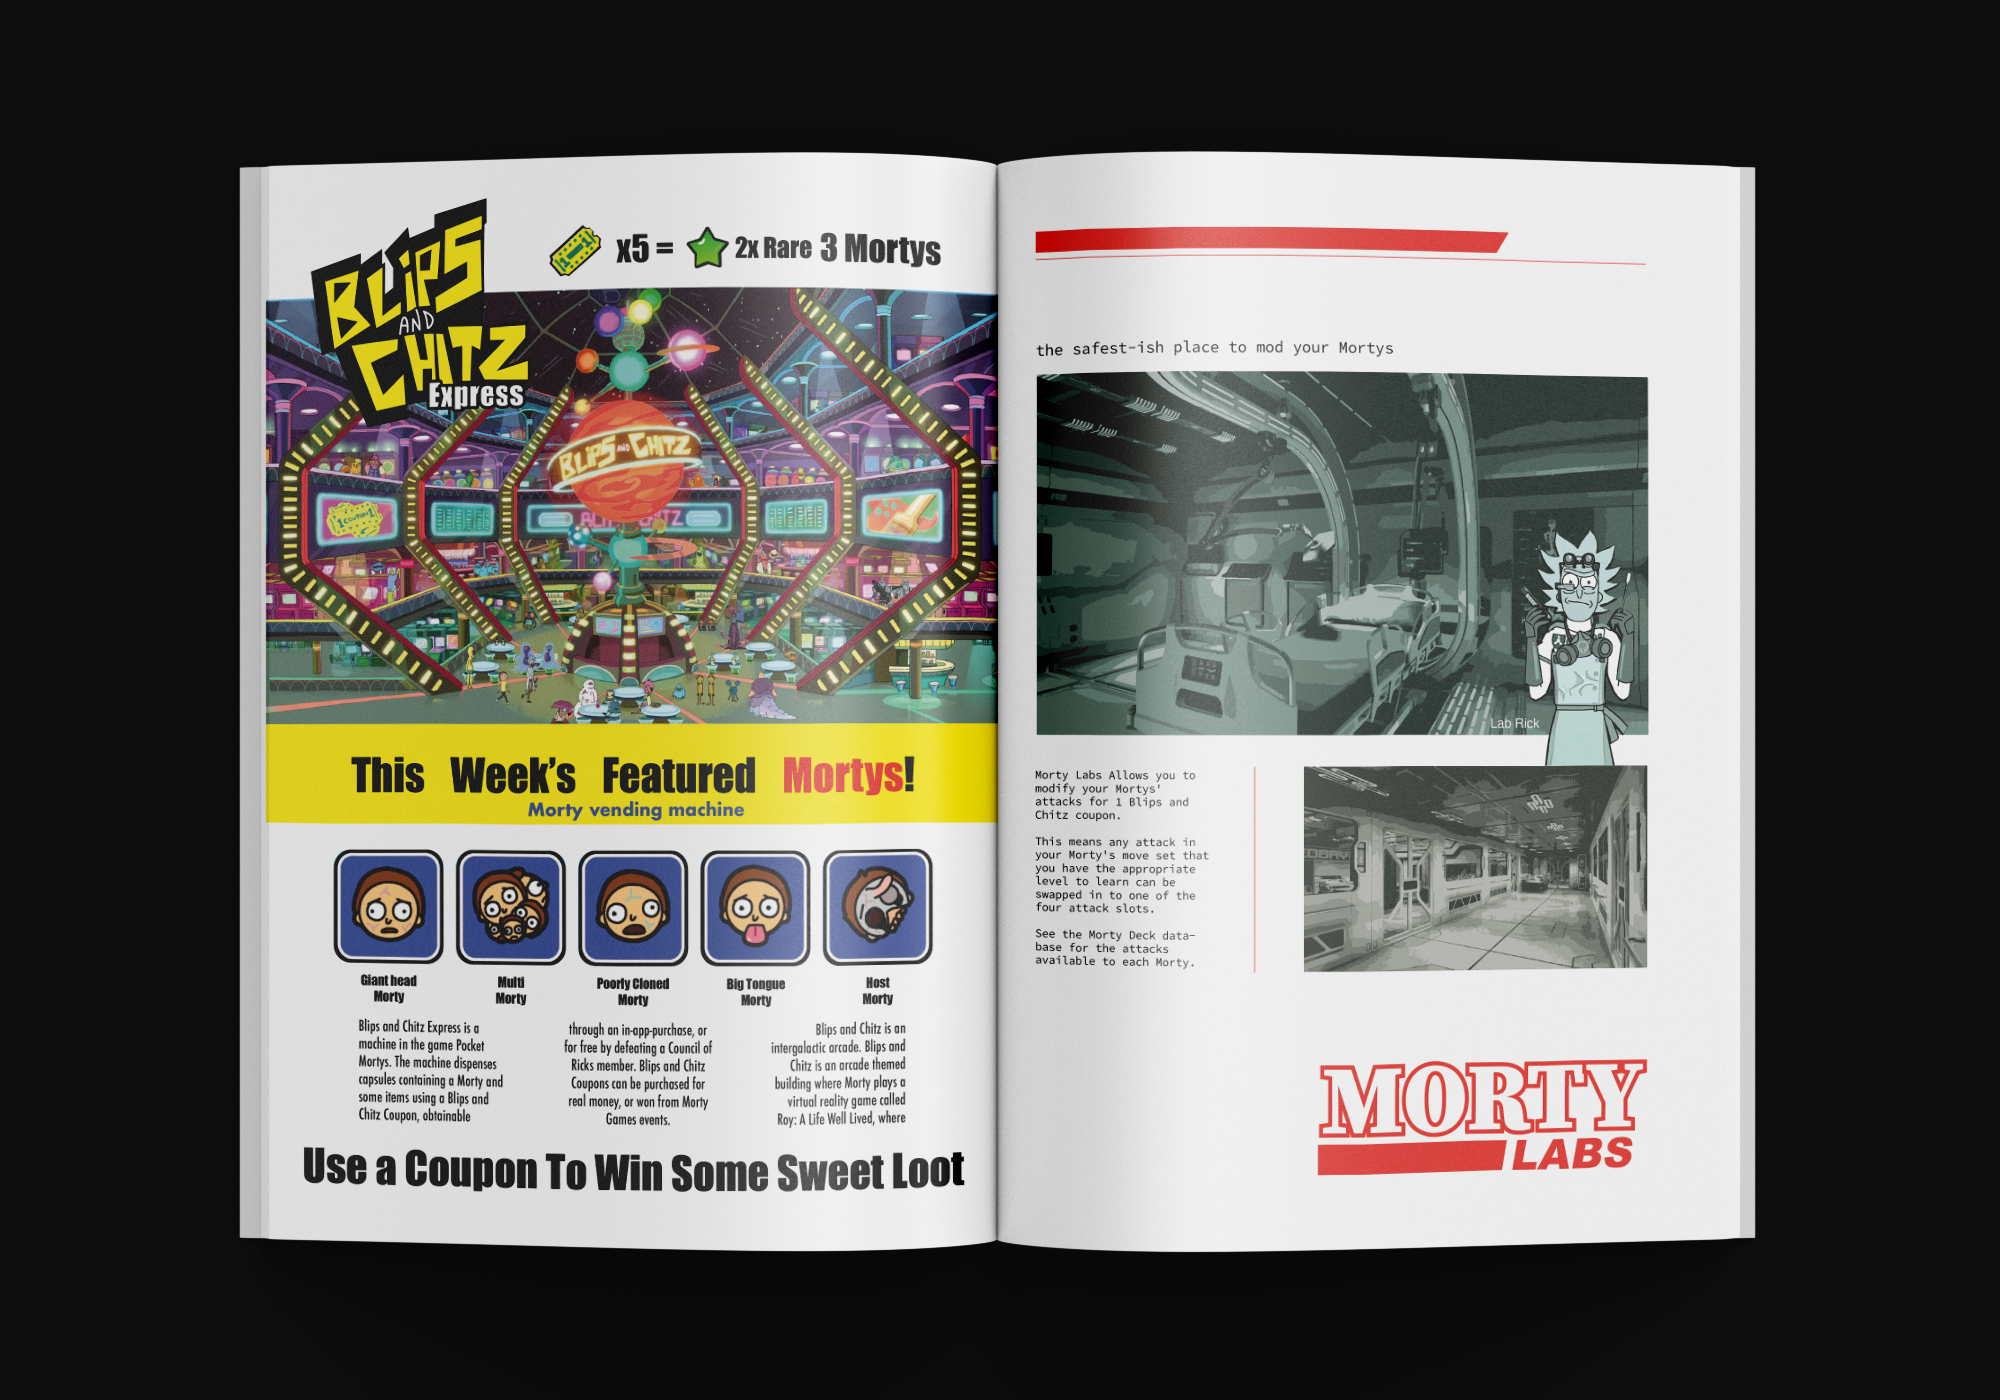 BLiPS
AND
CHITZ
Express
x5 = 2x Rare 3 Mortys
BLiPS AND CHITZ
1 COUPON 1
This Week's Featured Mortys!
Morty vending machine
Giant head
Morty
Multi
Morty
Poorly Cloned
Morty
Big Tongue
Morty
Host
Morty
Blips and Chitz Express is a
machine in the game Pocket
Mortys. The machine dispenses
capsules containing a Morty and
some items using a Blips and
Chitz Coupon, obtainable
through an in-app-purchase, or
for free by defeating a Council of
Ricks member. Blips and Chitz
Coupons can be purchased for
real money, or won from Morty
Games events.
Blips and Chitz is an
intergalactic arcade. Blips and
Chitz is an arcade themed
building where Morty plays a
virtual reality game called
Roy: A Life Well Lived, where
Use a Coupon To Win Some Sweet Loot
the safest-ish place to mod your Mortys
Lab Rick
Morty Labs Allows you to
modify your Mortys'
attacks for 1 Blips and
Chitz coupon.
This means any attack in
your Morty's move set that
you have the appropriate
level to learn can be
swapped in to one of the
four attack slots.
See the Morty Deck data-
base for the attacks
available to each Morty.
MORTY
LABS